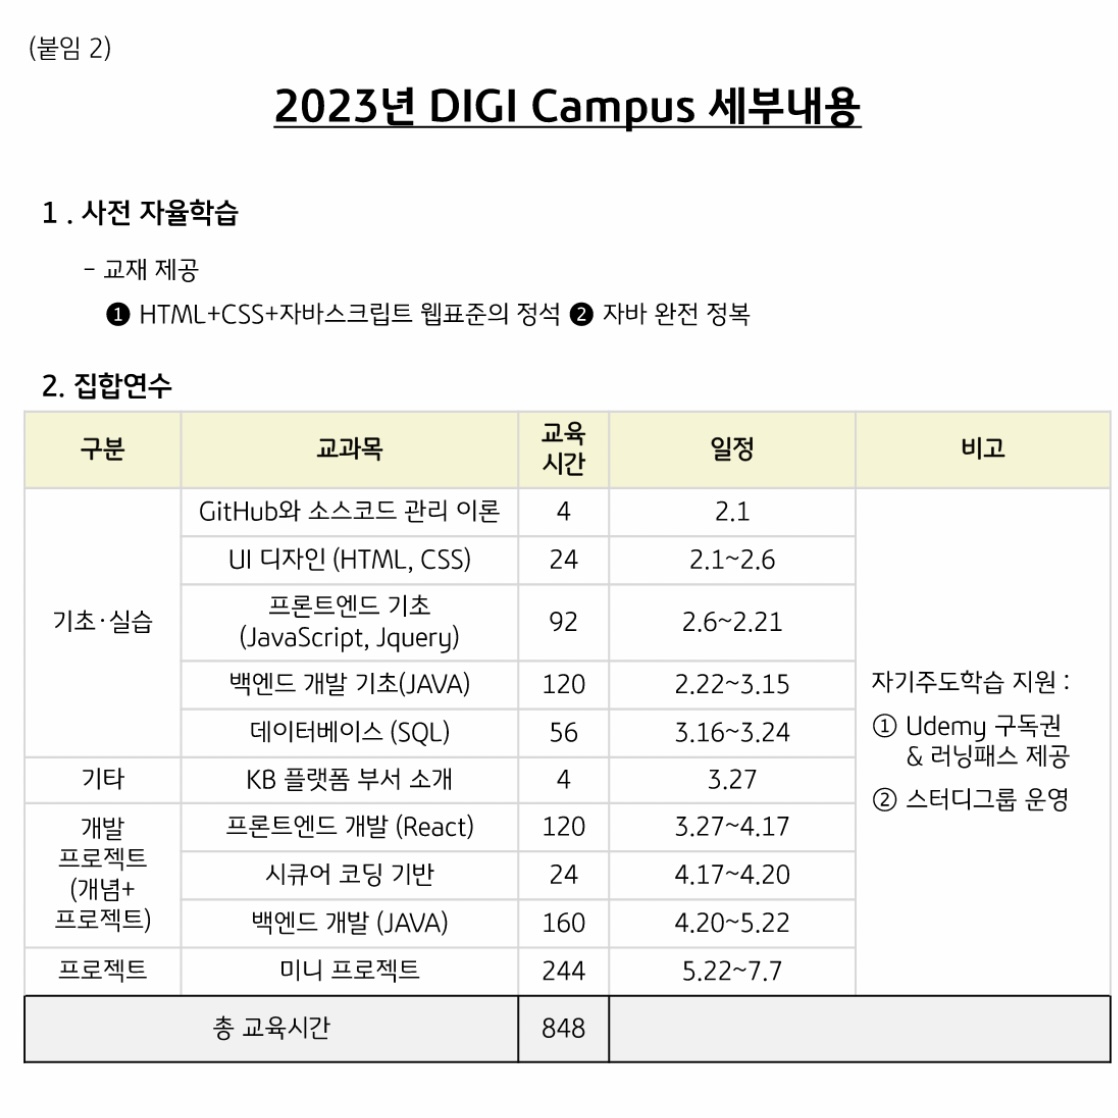 (붙임 2)
2023년 DIGI Campus 세부내용
1 . 사전 자율학습
- 교재 제공
❶ HTML+CSS+자바스크립트 웹표준의 정석 ❷ 자바 완전 정복
2. 집합연수
구분 교과목 교육 시간 일정 비고
기초·실습
GitHub와 소스코드 관리 이론 4 2.1
UI 디자인 (HTML, CSS) 24 2.1~2.6
프론트엔드 기초
(JavaScript, Jquery) 92 2.6~2.21
백엔드 개발 기초(JAVA) 120 2.22~3.15
데이터베이스 (SQL) 56 3.16~3.24
기타 KB 플랫폼 부서 소개 4 3.27
개발
프로젝트
(개념+
프로젝트)
프론트엔드 개발 (React) 120 3.27~4.17
시큐어 코딩 기반 24 4.17~4.20
백엔드 개발 (JAVA) 160 4.20~5.22
프로젝트 미니 프로젝트 244 5.22~7.7
자기주도학습 지원 :
① Udemy 구독권
& 러닝패스 제공
② 스터디그룹 운영
총 교육시간 848